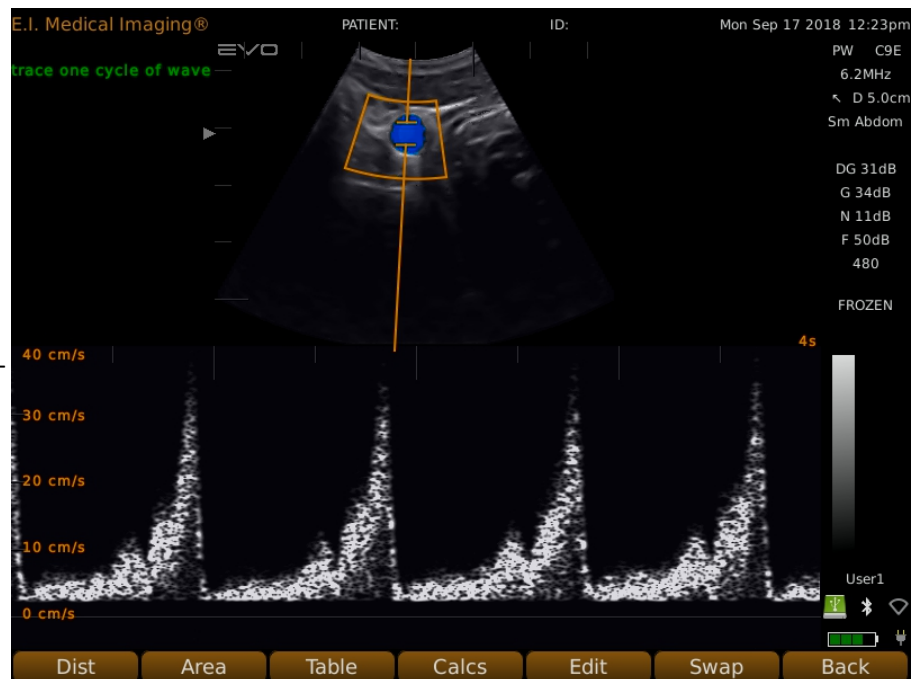 E.I. Medical Imaging®
PATIENT:
ID:
Mon Sep 17 2018 12:23pm
EVO
PW C9E
trace one cycle of wave
6.2MHz
↖ D 5.0cm
Sm Abdom
DG 31dB
G 34dB
N 11dB
F 50dB
480
FROZEN
4s
40 cm/s
30 cm/s
20 cm/s
10 cm/s
0 cm/s
User1
Dist Area Table Calcs Edit Swap Back